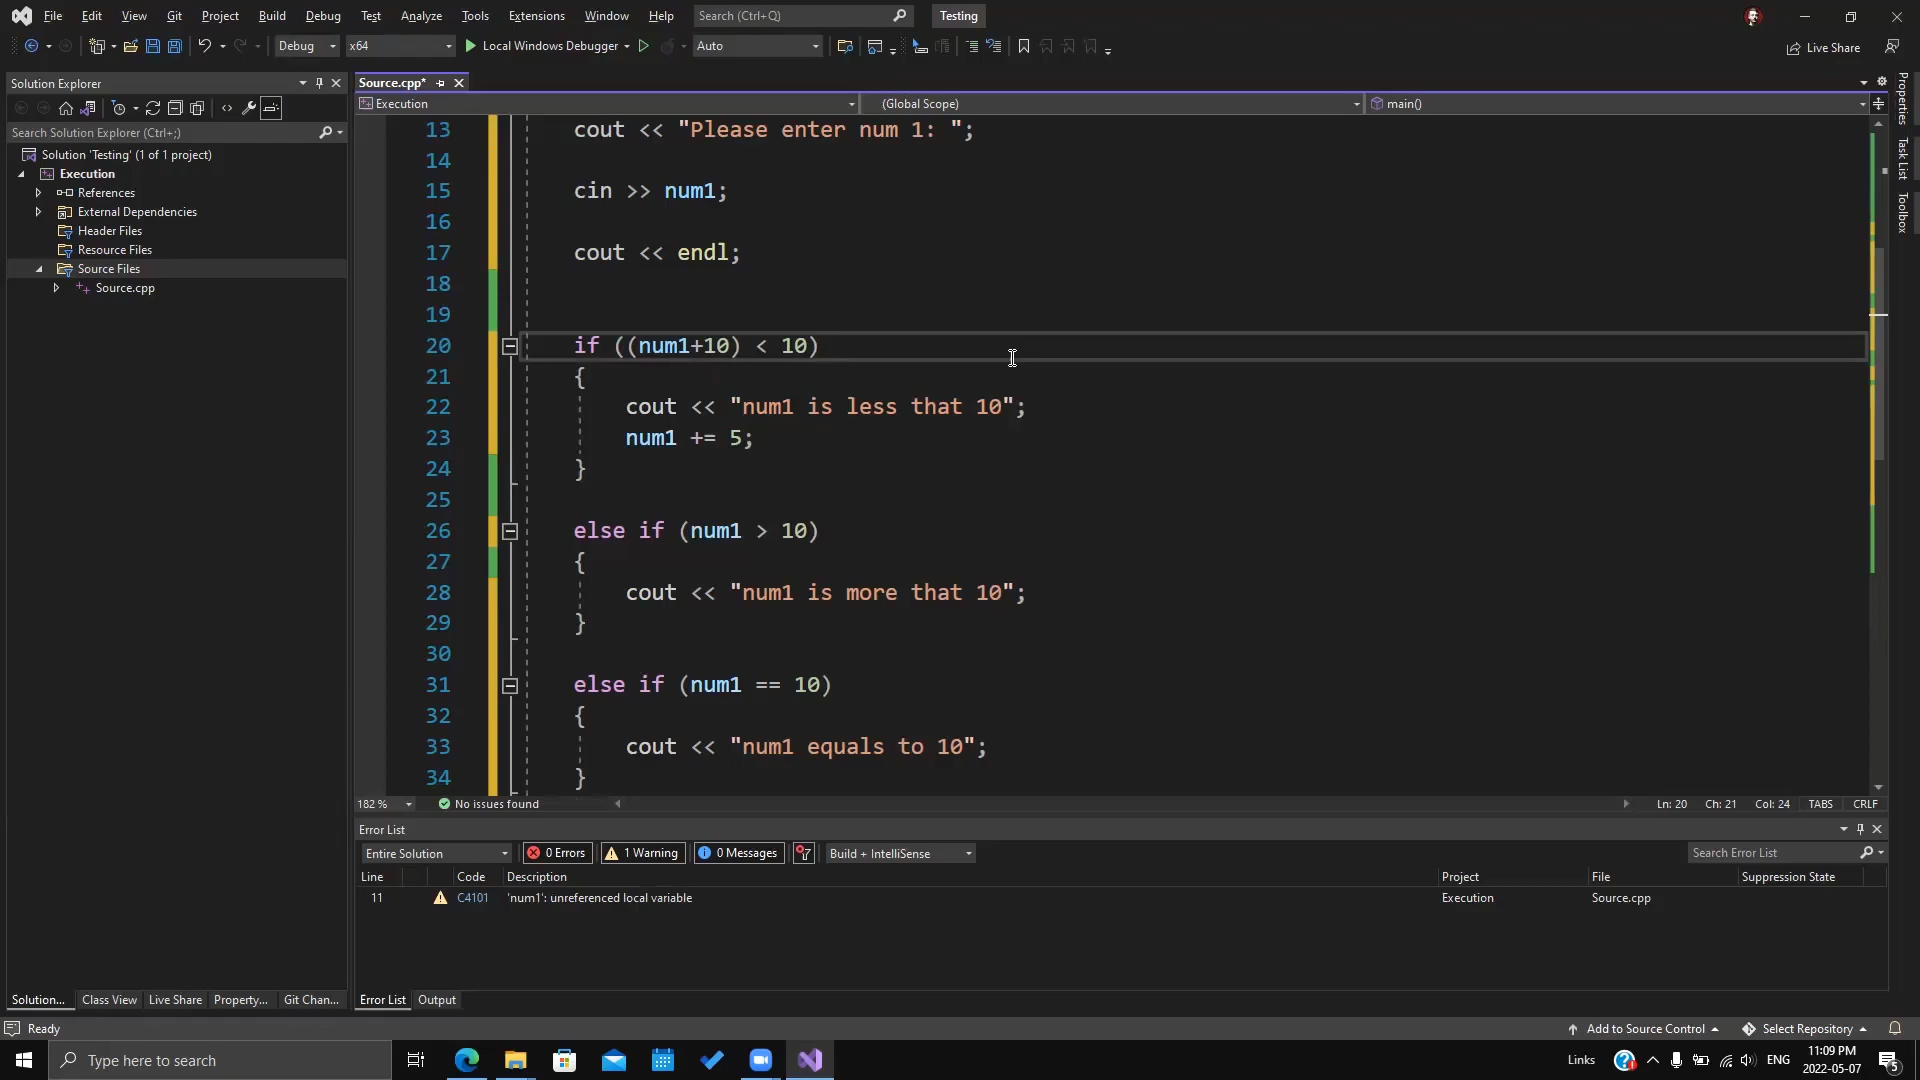 File Edit View Git Project Build Debug Test Analyze Tools Extensions Window Help Search (Ctrl+Q) Testing
Debug x64 Local Windows Debugger Auto Live Share
Solution Explorer
Search Solution Explorer (Ctrl+;)
Solution 'Testing' (1 of 1 project)
Execution
References
External Dependencies
Header Files
Resource Files
Source Files
Source.cpp
Source.cpp*
Execution (Global Scope) main()
13 cout << "Please enter num 1: ";
14
15 cin >> num1;
16
17 cout << endl;
18
19
20 if ((num1+10) < 10)
21 {
22 cout << "num1 is less that 10";
23 num1 += 5;
24 }
25
26 else if (num1 > 10)
27 {
28 cout << "num1 is more that 10";
29 }
30
31 else if (num1 == 10)
32 {
33 cout << "num1 equals to 10";
34 }
182 % No issues found Ln: 20 Ch: 21 Col: 24 TABS CRLF
Properties
Task List
Toolbox
Error List
Entire Solution 0 Errors 1 Warning 0 Messages Build + IntelliSense Search Error List
Line Code Description Project File Suppression State
11 C4101 'num1': unreferenced local variable Execution Source.cpp
Solution... Class View Live Share Property... Git Chan... Error List Output
Ready Add to Source Control Select Repository
Type here to search Links ENG 11:09 PM
2022-05-07
5